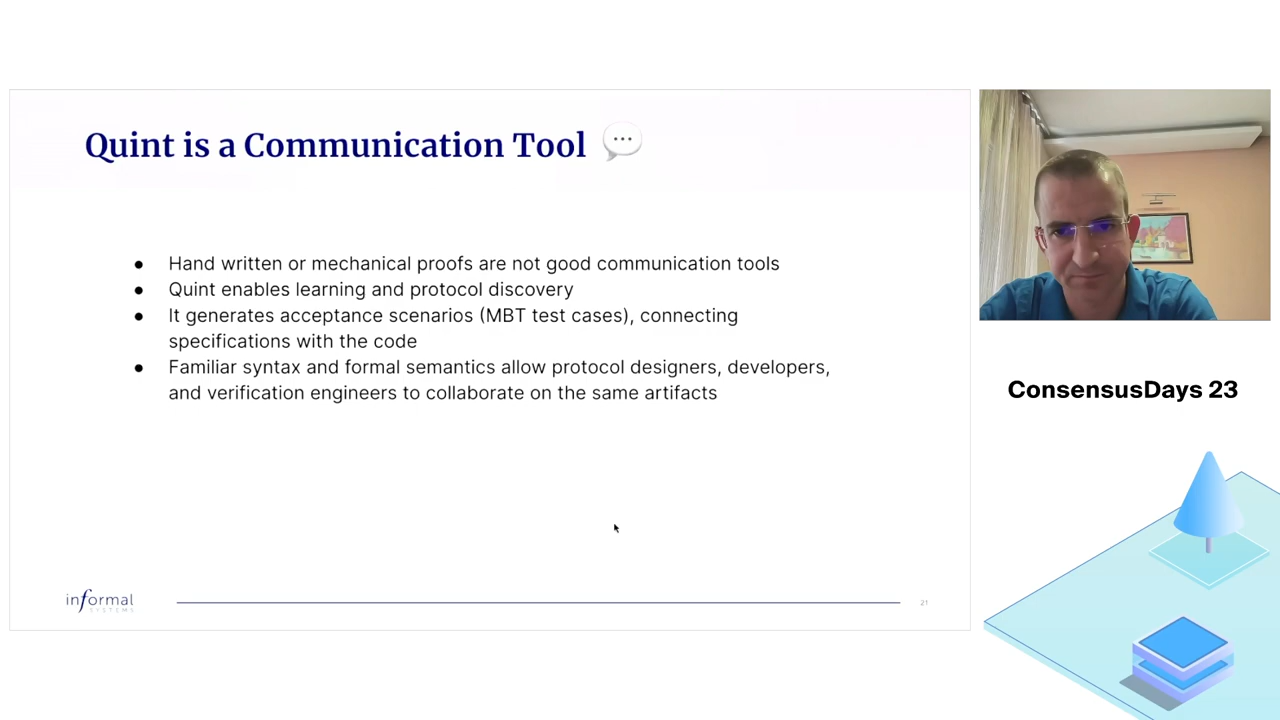 Quint is a Communication Tool
● Hand written or mechanical proofs are not good communication tools
● Quint enables learning and protocol discovery
● It generates acceptance scenarios (MBT test cases), connecting
specifications with the code
● Familiar syntax and formal semantics allow protocol designers, developers,
and verification engineers to collaborate on the same artifacts
informal
SYSTEMS
21
ConsensusDays 23